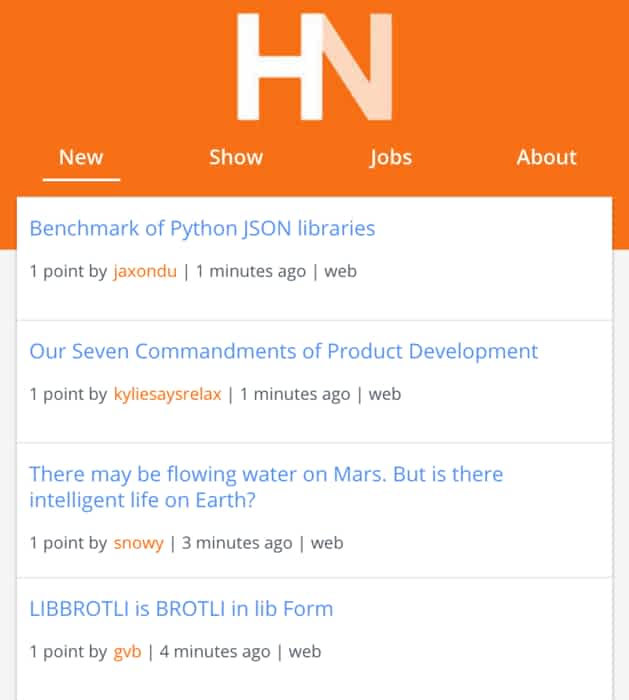 HN
New Show Jobs About
Benchmark of Python JSON libraries
1 point by jaxondu | 1 minutes ago | web
Our Seven Commandments of Product Development
1 point by kyliesaysrelax | 1 minutes ago | web
There may be flowing water on Mars. But is there
intelligent life on Earth?
1 point by snowy | 3 minutes ago | web
LIBBROTLI is BROTLI in lib Form
1 point by gvb | 4 minutes ago | web